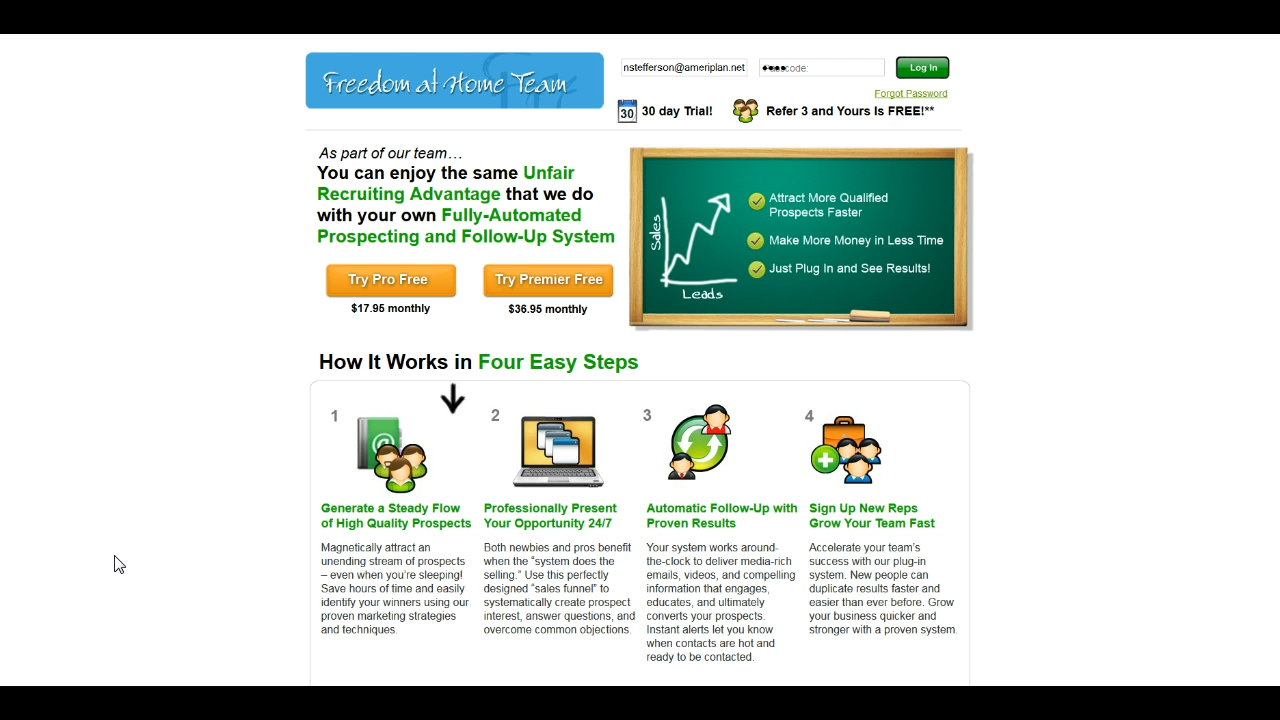 Freedom at Home Team
nstefferson@ameriplan.net
Log In
Forgot Password
30
30 day Trial!
Refer 3 and Yours Is FREE!**
As part of our team…
You can enjoy the same Unfair
Recruiting Advantage that we do
with your own Fully-Automated
Prospecting and Follow-Up System
Try Pro Free
Try Premier Free
$17.95 monthly
$36.95 monthly
Sales
Leads
Attract More Qualified
Prospects Faster
Make More Money in Less Time
Just Plug In and See Results!
How It Works in Four Easy Steps
1
Generate a Steady Flow
of High Quality Prospects
Magnetically attract an
unending stream of prospects
– even when you're sleeping!
Save hours of time and easily
identify your winners using our
proven marketing strategies
and techniques.
2
Professionally Present
Your Opportunity 24/7
Both newbies and pros benefit
when the “system does the
selling.” Use this perfectly
designed “sales funnel” to
systematically create prospect
interest, answer questions, and
overcome common objections.
3
Automatic Follow-Up with
Proven Results
Your system works around-
the-clock to deliver media-rich
emails, videos, and compelling
information that engages,
educates, and ultimately
converts your prospects.
Instant alerts let you know
when contacts are hot and
ready to be contacted.
4
Sign Up New Reps
Grow Your Team Fast
Accelerate your team's
success with our plug-in
system. New people can
duplicate results faster and
easier than ever before. Grow
your business quicker and
stronger with a proven system.